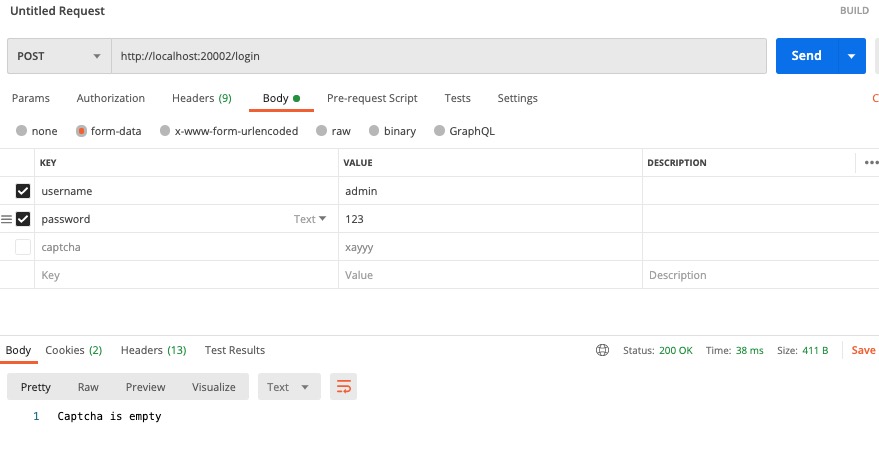 Untitled Request BUILD
POST http://localhost:20002/login Send
Params Authorization Headers (9) Body Pre-request Script Tests Settings C
none form-data x-www-form-urlencoded raw binary GraphQL
KEY VALUE DESCRIPTION
username admin
password Text 123
captcha xayyy
Key Value Description
Body Cookies (2) Headers (13) Test Results Status: 200 OK Time: 38 ms Size: 411 B Save
Pretty Raw Preview Visualize Text
1 Captcha is empty